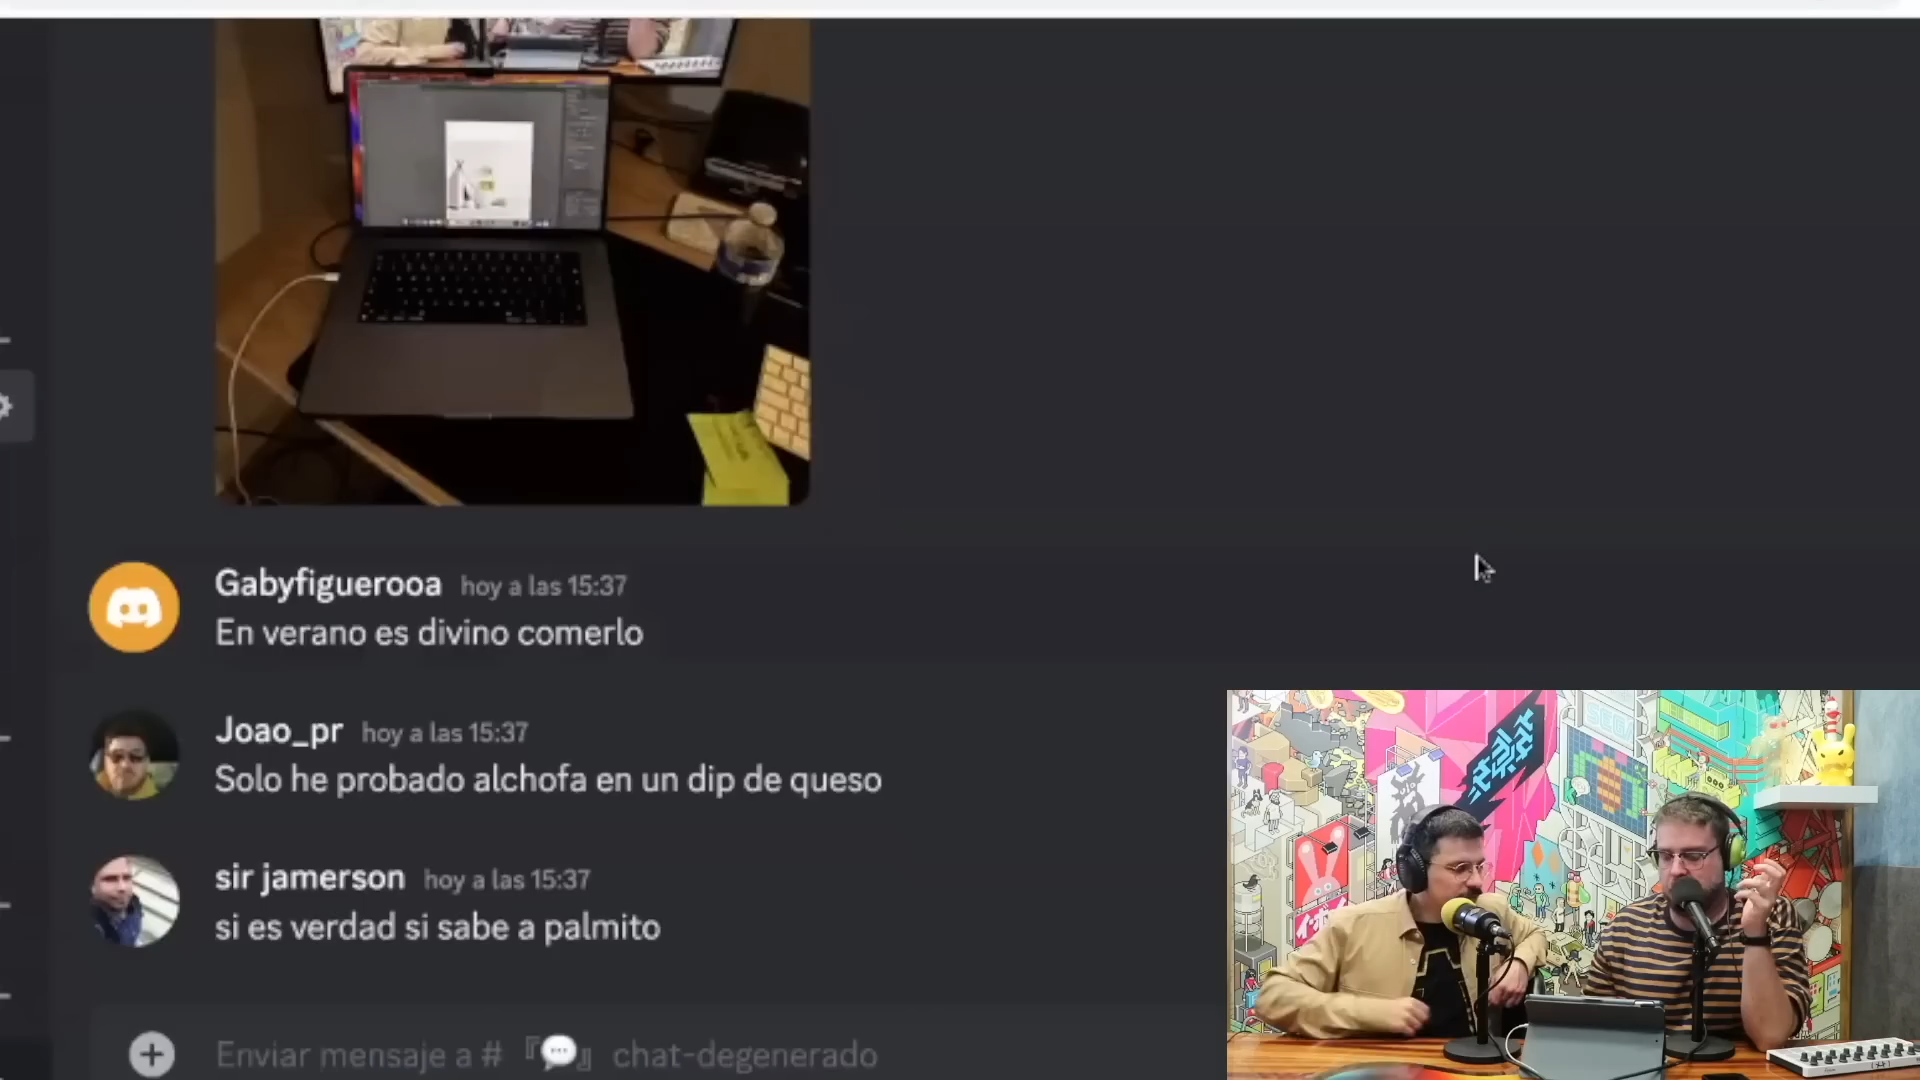 Gabyfiguerooa hoy a las 15:37
En verano es divino comerlo
Joao_pr hoy a las 15:37
Solo he probado alchofa en un dip de queso
sir jamerson hoy a las 15:37
si es verdad si sabe a palmito
Enviar mensaje a # 『💬』 chat-degenerado